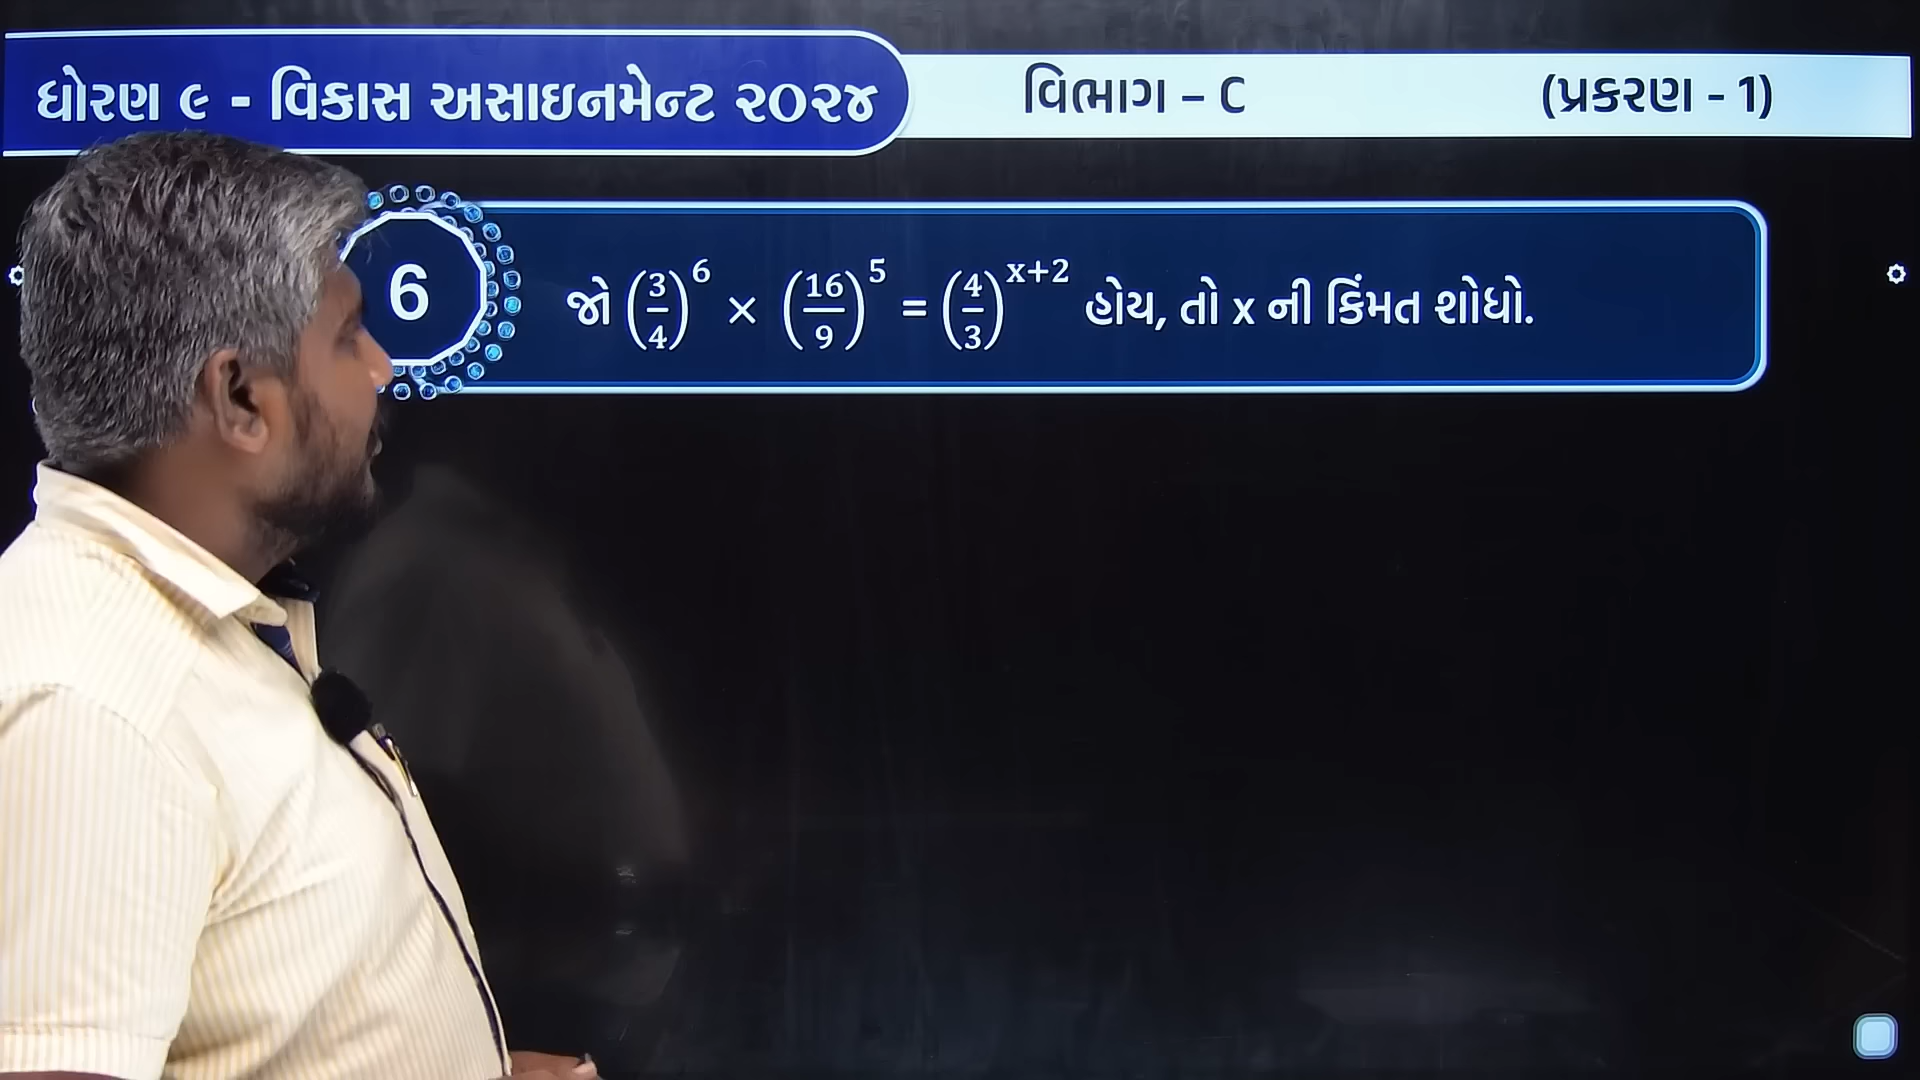 ધોરણ ૯ - વિકાસ અસાઇનમેન્ટ ૨૦૨૪
વિભાગ – C
(પ્રકરણ - 1)
6
જો (3/4)^6 × (16/9)^5 = (4/3)^(x+2) હોય, તો x ની કિંમત શોધો.